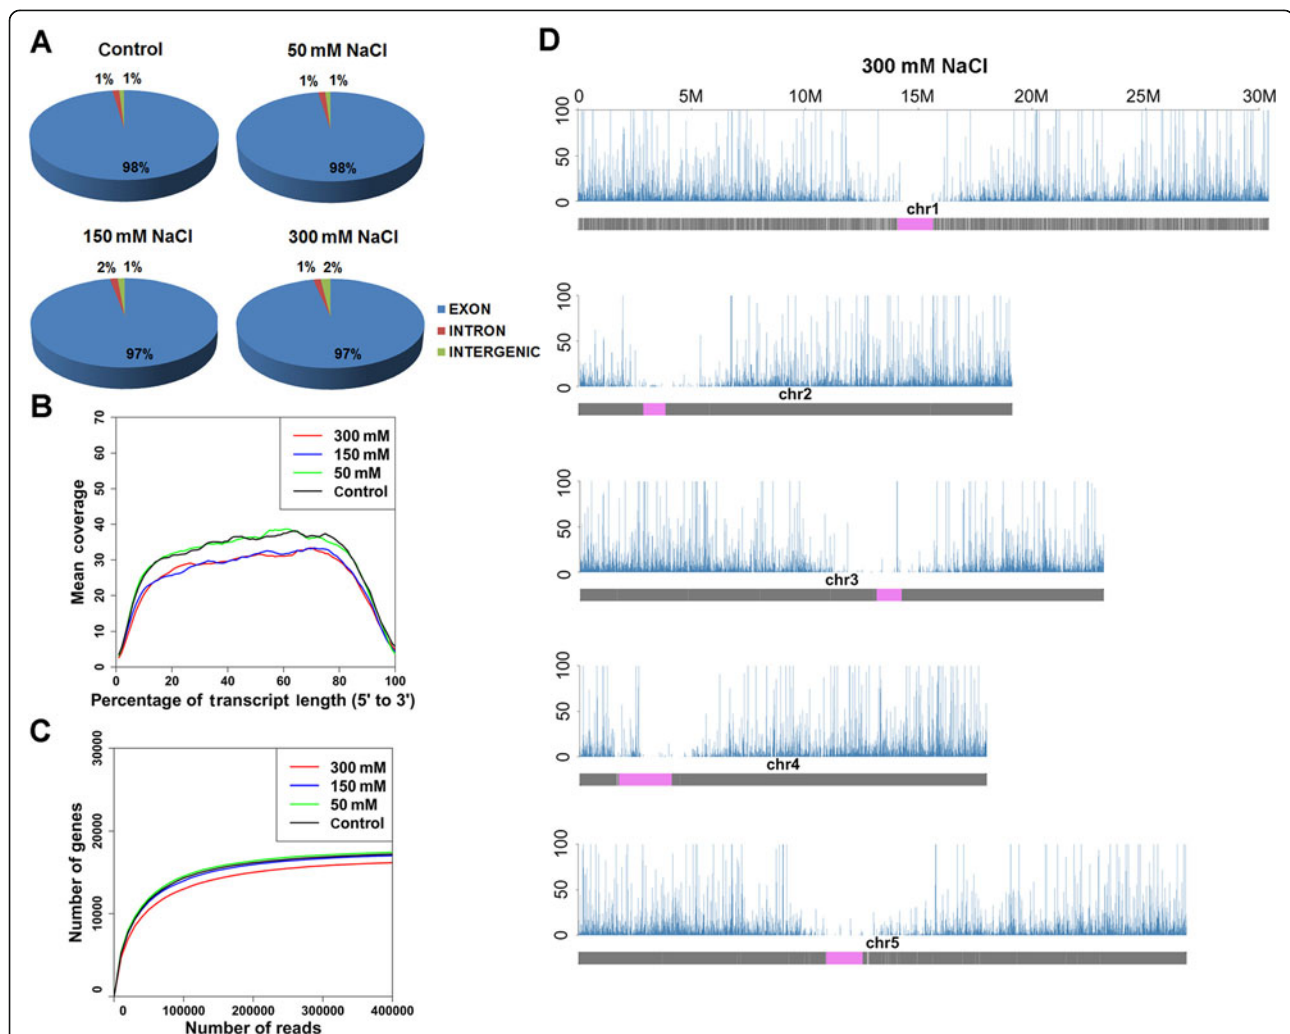 A
Control
50 mM NaCl
1% 1%
1% 1%
98%
98%
150 mM NaCl
300 mM NaCl
2% 1%
1% 2%
97%
97%
EXON
INTRON
INTERGENIC
B
Mean coverage
0 10 20 30 40 50 60 70
300 mM
150 mM
50 mM
Control
0 20 40 60 80 100
Percentage of transcript length (5' to 3')
C
Number of genes
0 10000 20000 30000
300 mM
150 mM
50 mM
Control
0 100000 200000 300000 400000
Number of reads
D
300 mM NaCl
0 5M 10M 15M 20M 25M 30M
0 50 100
chr1
0 50 100
chr2
0 50 100
chr3
0 50 100
chr4
0 50 100
chr5